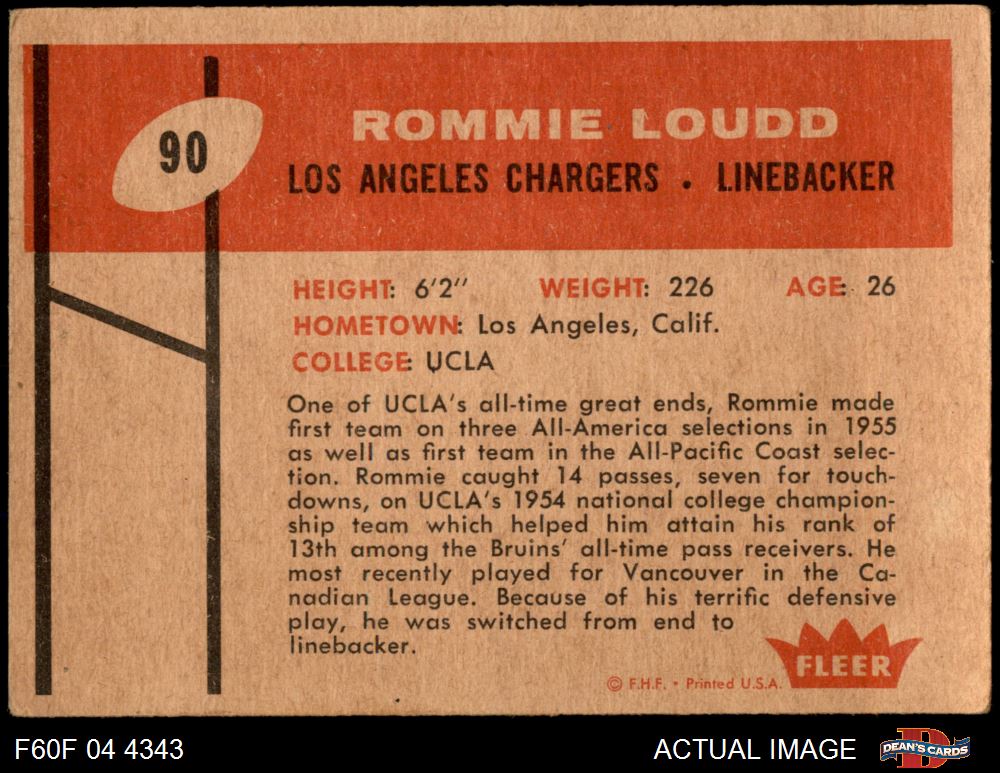 90
ROMMIE LOUDD
LOS ANGELES CHARGERS . LINEBACKER
HEIGHT: 6'2" WEIGHT: 226 AGE: 26
HOMETOWN: Los Angeles, Calif.
COLLEGE: UCLA
One of UCLA's all-time great ends, Rommie made
first team on three All-America selections in 1955
as well as first team in the All-Pacific Coast selec-
tion. Rommie caught 14 passes, seven for touch-
downs, on UCLA's 1954 national college champion-
ship team which helped him attain his rank of
13th among the Bruins' all-time pass receivers. He
most recently played for Vancouver in the Ca-
nadian League. Because of his terrific defensive
play, he was switched from end to
linebacker.
FLEER
© F.H.F. • Printed U.S.A.
F60F 04 4343
ACTUAL IMAGE
DEAN'S CARDS